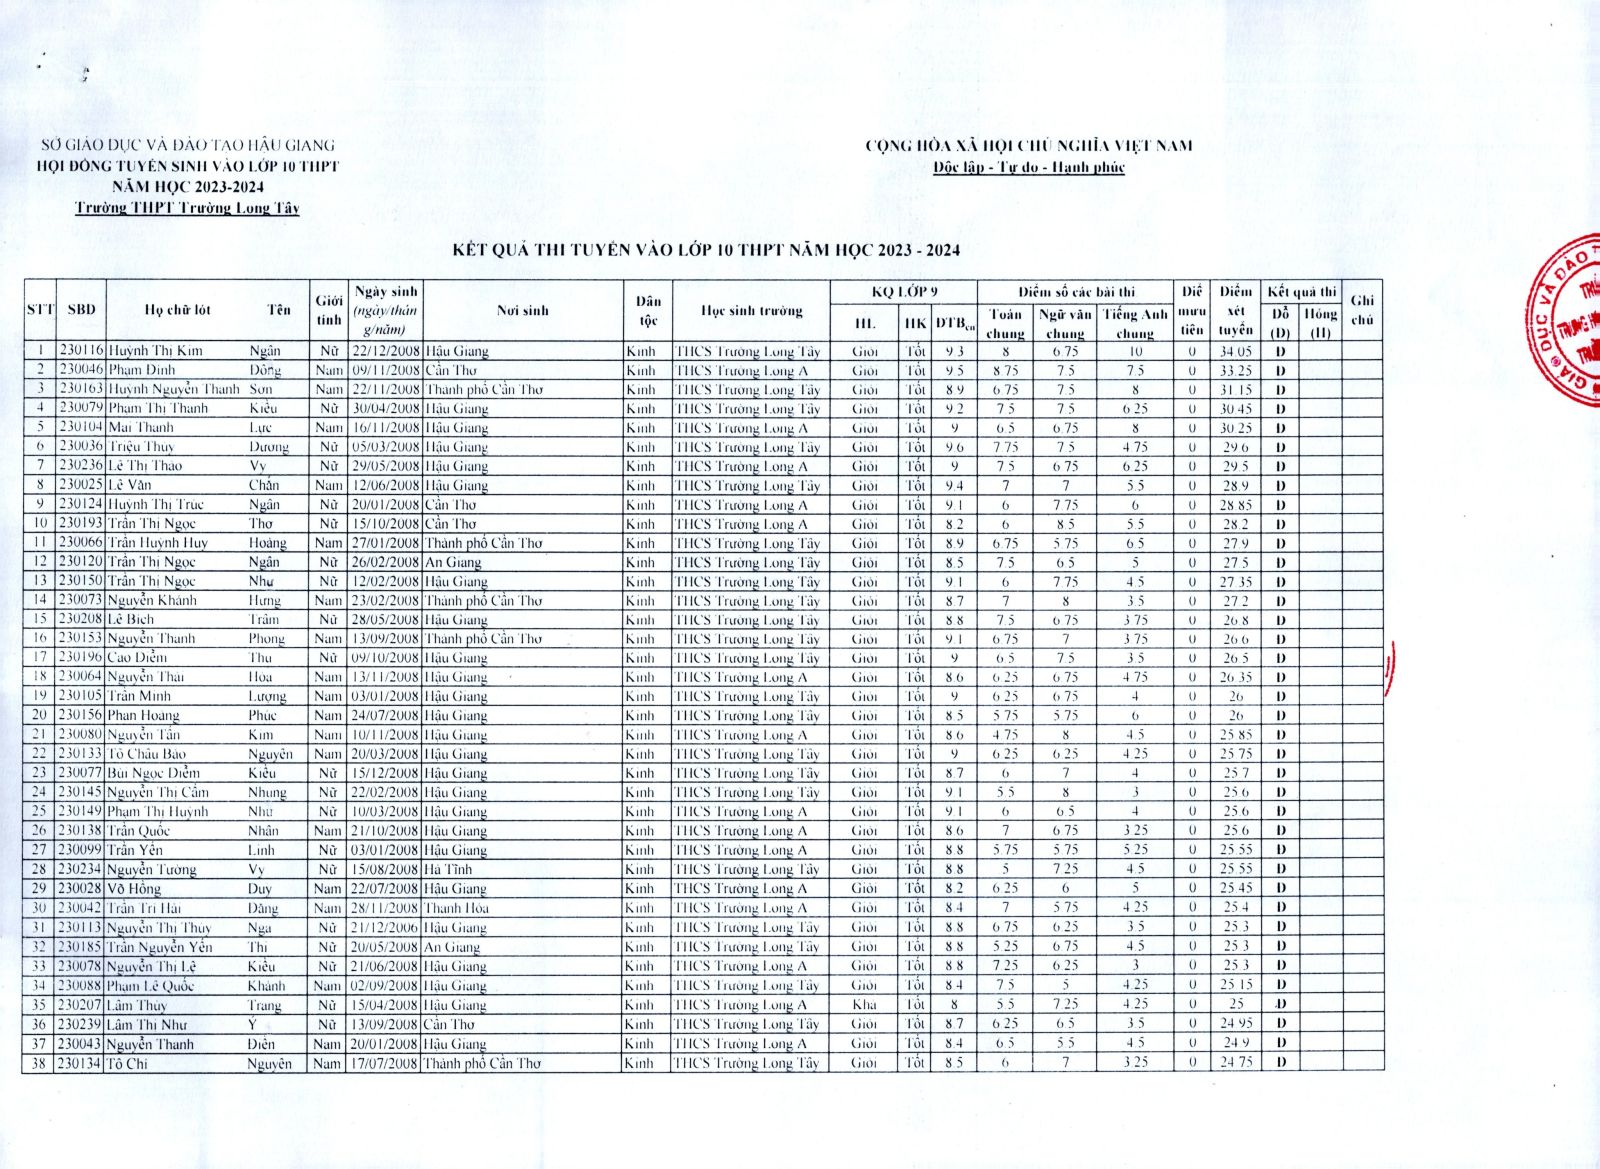 SỞ GIÁO DỤC VÀ ĐÀO TẠO HẬU GIANG
HỘI ĐỒNG TUYỂN SINH VÀO LỚP 10 THPT
NĂM HỌC 2023-2024
Trường THPT Trường Long Tây
CỘNG HÒA XÃ HỘI CHỦ NGHĨA VIỆT NAM
Độc lập - Tự do - Hạnh phúc
KẾT QUẢ THI TUYỂN VÀO LỚP 10 THPT NĂM HỌC 2023 - 2024
STT SBD Họ chữ lót Tên Giới tính Ngày sinh (ngày/tháng/năm) Nơi sinh Dân tộc Học sinh trường KQ LỚP 9 HL HK ĐTBcn Điểm số các bài thi Toán chung Ngữ văn chung Tiếng Anh chung Điể mưu tiên Điểm xét tuyển Kết quả thi Đỗ (Đ) Hỏng (H) Ghi chú
1 230116 Huỳnh Thị Kim Ngân Nữ 22/12/2008 Hậu Giang Kinh THCS Trường Long Tây Giỏi Tốt 9.3 8 6.75 10 0 34.05 Đ
2 230046 Phạm Dinh Đông Nam 09/11/2008 Cần Thơ Kinh THCS Trường Long A Giỏi Tốt 9.5 8.75 7.5 7.5 0 33.25 Đ
3 230163 Huỳnh Nguyễn Thanh Sơn Nam 22/11/2008 Thành phố Cần Thơ Kinh THCS Trường Long Tây Giỏi Tốt 8.9 6.75 7.5 8 0 31.15 Đ
4 230079 Phạm Thị Thanh Kiều Nữ 30/04/2008 Hậu Giang Kinh THCS Trường Long Tây Giỏi Tốt 9.2 7.5 7.5 6.25 0 30.45 Đ
5 230104 Mai Thanh Lực Nam 16/11/2008 Hậu Giang Kinh THCS Trường Long A Giỏi Tốt 9 6.5 6.75 8 0 30.25 Đ
6 230036 Triệu Thùy Dương Nữ 05/03/2008 Hậu Giang Kinh THCS Trường Long Tây Giỏi Tốt 9.6 7.75 7.5 4.75 0 29.6 Đ
7 230236 Lê Thị Thảo Vy Nữ 29/05/2008 Hậu Giang Kinh THCS Trường Long A Giỏi Tốt 9 7.5 6.75 6.25 0 29.5 Đ
8 230025 Lê Văn Chăn Nam 12/06/2008 Hậu Giang Kinh THCS Trường Long Tây Giỏi Tốt 9.4 7 7 5.5 0 28.9 Đ
9 230124 Huỳnh Thị Trúc Ngân Nữ 20/01/2008 Cần Thơ Kinh THCS Trường Long Tây Giỏi Tốt 9.1 6 7.75 6 0 28.85 Đ
10 230193 Trần Thị Ngọc Thơ Nữ 15/10/2008 Cần Thơ Kinh THCS Trường Long Tây Giỏi Tốt 8.2 6 8.5 5.5 0 28.2 Đ
11 230066 Trần Huỳnh Huy Hoàng Nam 27/01/2008 Thành phố Cần Thơ Kinh THCS Trường Long Tây Giỏi Tốt 8.9 6.75 5.75 6.5 0 27.9 Đ
12 230120 Trần Thị Ngọc Ngân Nữ 26/02/2008 An Giang Kinh THCS Trường Long Tây Giỏi Tốt 8.5 7.5 6.5 5 0 27.5 Đ
13 230150 Trần Thị Ngọc Như Nữ 12/02/2008 Hậu Giang Kinh THCS Trường Long Tây Giỏi Tốt 9.1 6 7.75 4.5 0 27.35 Đ
14 230073 Nguyễn Khánh Hưng Nam 23/02/2008 Thành phố Cần Thơ Kinh THCS Trường Long Tây Giỏi Tốt 8.7 7 8 3.5 0 27.2 Đ
15 230208 Lê Bích Trâm Nữ 28/05/2008 Hậu Giang Kinh THCS Trường Long Tây Giỏi Tốt 8.8 7.5 6.75 3.75 0 26.8 Đ
16 230153 Nguyễn Thanh Phong Nam 13/09/2008 Thành phố Cần Thơ Kinh THCS Trường Long Tây Giỏi Tốt 9.1 6.75 7 3.75 0 26.6 Đ
17 230196 Cao Diễm Thu Nữ 09/10/2008 Hậu Giang Kinh THCS Trường Long A Giỏi Tốt 9 6.5 7.5 3.5 0 26.5 Đ
18 230064 Nguyễn Thái Hòa Nam 13/11/2008 Hậu Giang Kinh THCS Trường Long A Giỏi Tốt 8.6 6.25 6.75 4.75 0 26.35 Đ
19 230105 Trần Minh Lượng Nam 03/01/2008 Hậu Giang Kinh THCS Trường Long Tây Giỏi Tốt 9 6.25 6.75 4 0 26 Đ
20 230156 Phan Hoàng Phúc Nam 24/07/2008 Hậu Giang Kinh THCS Trường Long A Giỏi Tốt 8.5 5.75 5.75 6 0 26 Đ
21 230080 Nguyễn Tấn Kim Nam 10/11/2008 Hậu Giang Kinh THCS Trường Long A Giỏi Tốt 8.6 4.75 8 4.5 0 25.85 Đ
22 230133 Tô Châu Bảo Nguyên Nam 20/03/2008 Hậu Giang Kinh THCS Trường Long Tây Giỏi Tốt 9 6.25 6.25 4.25 0 25.75 Đ
23 230077 Bùi Ngọc Diễm Kiều Nữ 15/12/2008 Hậu Giang Kinh THCS Trường Long A Giỏi Tốt 8.7 6 7 4 0 25.7 Đ
24 230145 Nguyễn Thị Cẩm Nhung Nữ 22/02/2008 Hậu Giang Kinh THCS Trường Long Tây Giỏi Tốt 9.1 5.5 8 3 0 25.6 Đ
25 230149 Phạm Thị Huỳnh Như Nữ 10/03/2008 Hậu Giang Kinh THCS Trường Long A Giỏi Tốt 9.1 6 6.5 4 0 25.6 Đ
26 230138 Trần Quốc Nhân Nam 21/10/2008 Hậu Giang Kinh THCS Trường Long A Giỏi Tốt 8.6 7 6.75 3.25 0 25.6 Đ
27 230099 Trần Yến Linh Nữ 03/01/2008 Hậu Giang Kinh THCS Trường Long A Giỏi Tốt 8.8 5.75 5.75 5.25 0 25.55 Đ
28 230234 Nguyễn Tường Vy Nữ 15/08/2008 Hà Tĩnh Kinh THCS Trường Long Tây Giỏi Tốt 8.8 5 7.25 4.5 0 25.55 Đ
29 230028 Võ Hồng Duy Nam 22/07/2008 Hậu Giang Kinh THCS Trường Long A Giỏi Tốt 8.2 6.25 6 5 0 25.45 Đ
30 230042 Trần Trí Hải Đăng Nam 28/11/2008 Thanh Hóa Kinh THCS Trường Long A Giỏi Tốt 8.4 7 5.75 4.25 0 25.4 Đ
31 230113 Nguyễn Thị Thúy Nga Nữ 21/12/2006 Hậu Giang Kinh THCS Trường Long Tây Giỏi Tốt 8.8 6.75 6.25 3.5 0 25.3 Đ
32 230185 Trần Nguyễn Yến Thi Nữ 20/05/2008 An Giang Kinh THCS Trường Long Tây Giỏi Tốt 8.8 5.25 6.75 4.5 0 25.3 Đ
33 230078 Nguyễn Thị Lệ Kiều Nữ 21/06/2008 Hậu Giang Kinh THCS Trường Long A Giỏi Tốt 8.8 7.25 6.25 3 0 25.3 Đ
34 230088 Phạm Lê Quốc Khánh Nam 02/09/2008 Hậu Giang Kinh THCS Trường Long Tây Giỏi Tốt 8.4 7.5 5 4.25 0 25.15 Đ
35 230207 Lâm Thùy Trang Nữ 15/04/2008 Hậu Giang Kinh THCS Trường Long A Khá Tốt 8 5.5 7.25 4.25 0 25 Đ
36 230239 Lâm Thị Như Ý Nữ 13/09/2008 Cần Thơ Kinh THCS Trường Long Tây Giỏi Tốt 8.7 6.25 6.5 3.5 0 24.95 Đ
37 230043 Nguyễn Thanh Điền Nam 20/01/2008 Hậu Giang Kinh THCS Trường Long A Giỏi Tốt 8.4 6.5 5.5 4.5 0 24.9 Đ
38 230134 Tô Chí Nguyên Nam 17/07/2008 Thành phố Cần Thơ Kinh THCS Trường Long Tây Giỏi Tốt 8.5 6 7 3.25 0 24.75 Đ
DỤC VÀ ĐÀO